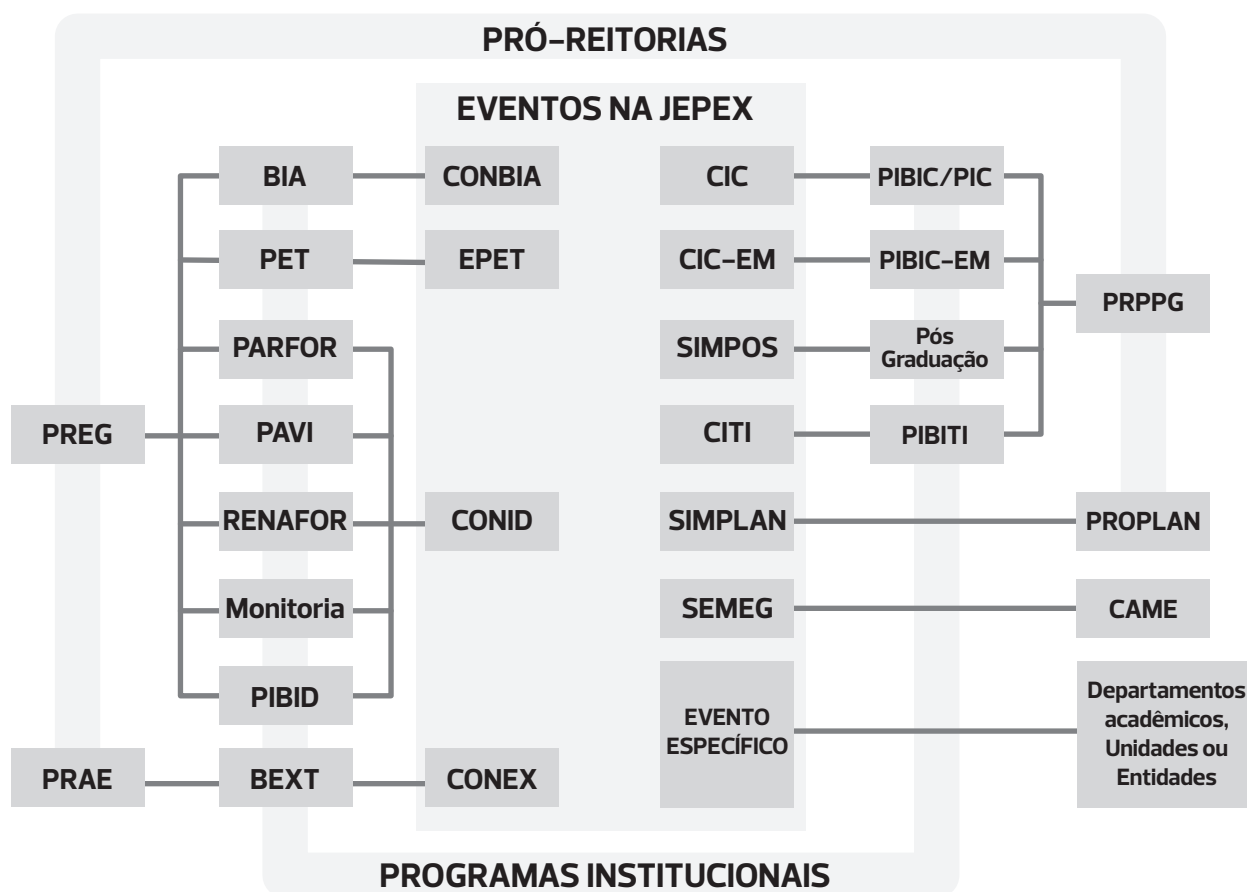 PRÓ-REITORIAS
EVENTOS NA JEPEX
BIA
CONBIA
CIC
PIBIC/PIC
PET
EPET
CIC-EM
PIBIC-EM
PRPPG
PARFOR
SIMPOS
Pós
Graduação
PREG
PAVI
CITI
PIBITI
RENAFOR
CONID
SIMPLAN
PROPLAN
Monitoria
SEMEG
CAME
PIBID
EVENTO
ESPECÍFICO
Departamentos
acadêmicos,
Unidades ou
Entidades
PRAE
BEXT
CONEX
PROGRAMAS INSTITUCIONAIS